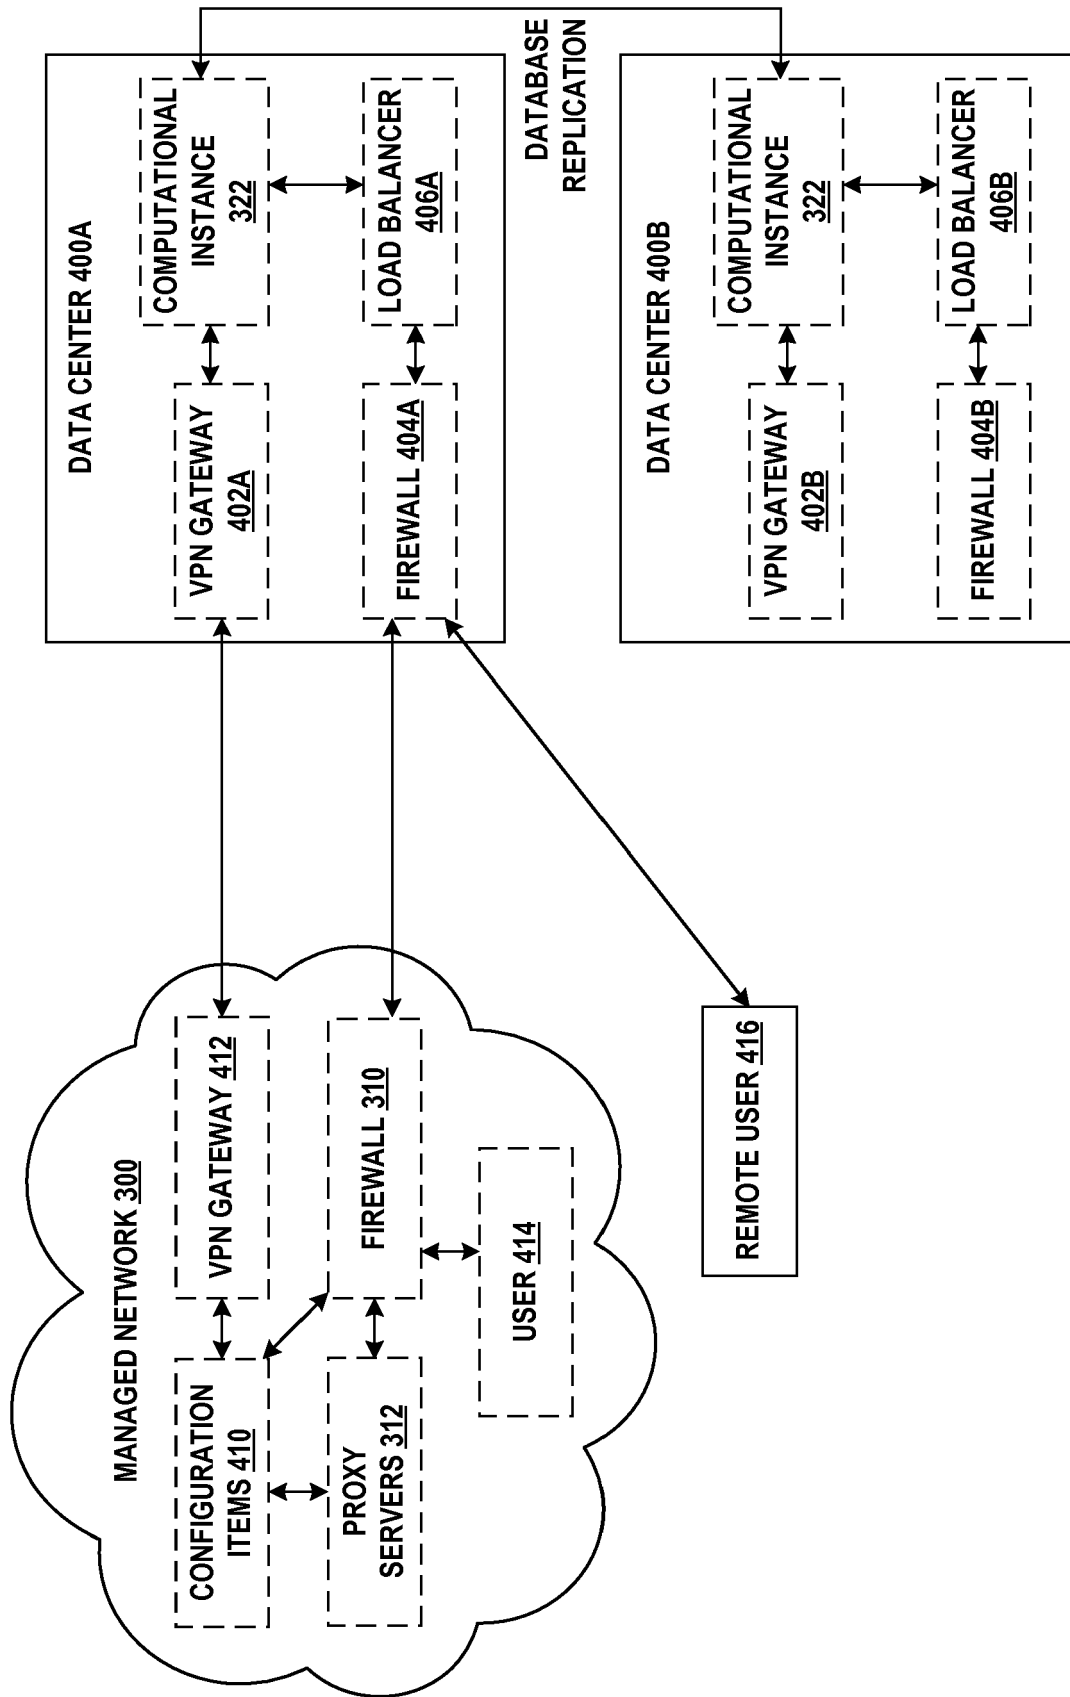 MANAGED NETWORK 300
CONFIGURATION
ITEMS 410
VPN GATEWAY 412
PROXY
SERVERS 312
FIREWALL 310
USER 414
REMOTE USER 416
DATA CENTER 400A
VPN GATEWAY
402A
COMPUTATIONAL
INSTANCE
322
FIREWALL 404A
LOAD BALANCER
406A
DATABASE
REPLICATION
DATA CENTER 400B
VPN GATEWAY
402B
COMPUTATIONAL
INSTANCE
322
FIREWALL 404B
LOAD BALANCER
406B